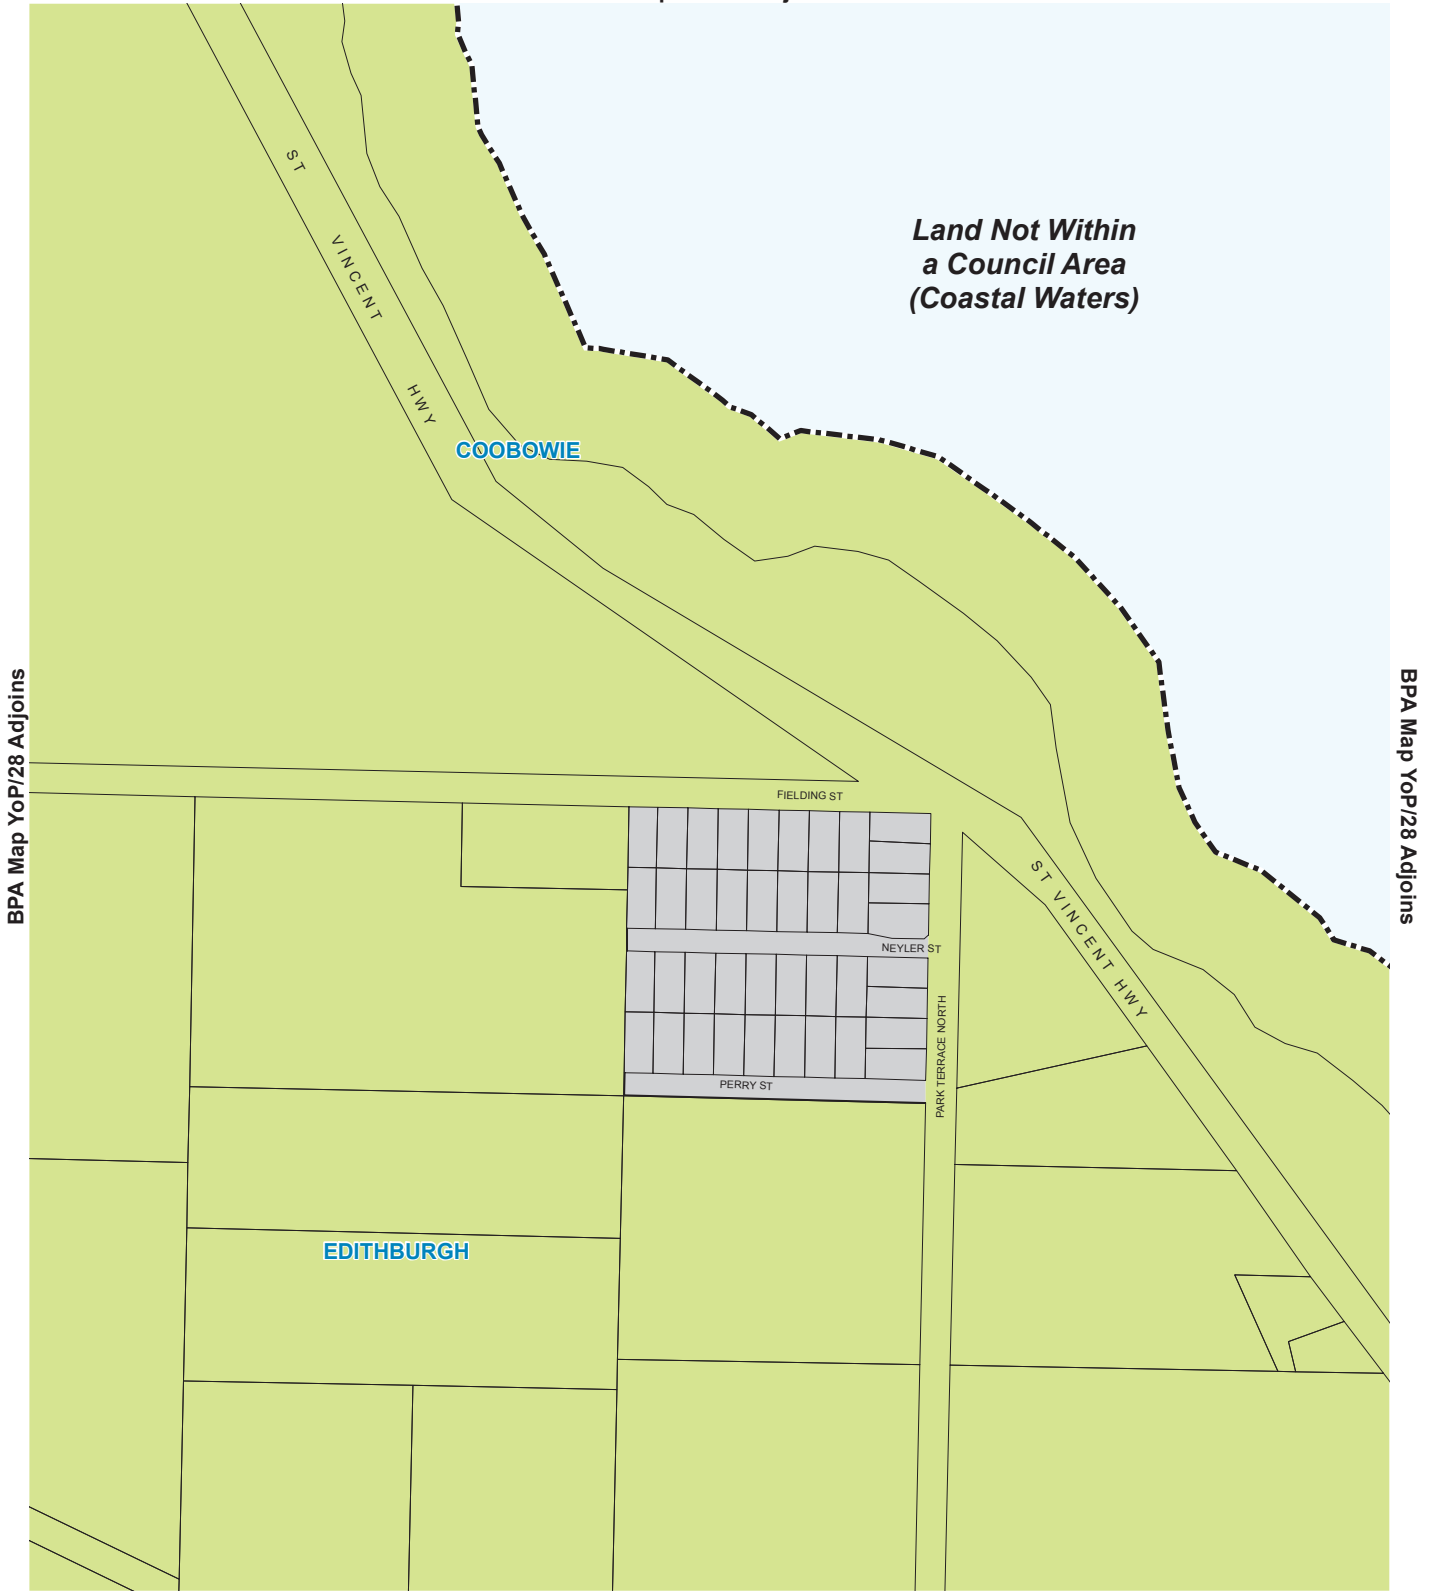 Land Not Within
a Council Area
(Coastal Waters)
ST VINCENT HWY
COOBOWIE
BPA Map YoP/28 Adjoins
BPA Map YoP/28 Adjoins
FIELDING ST
ST VINCENT HWY
NEYLER ST
PARK TERRACE NORTH
PERRY ST
EDITHBURGH